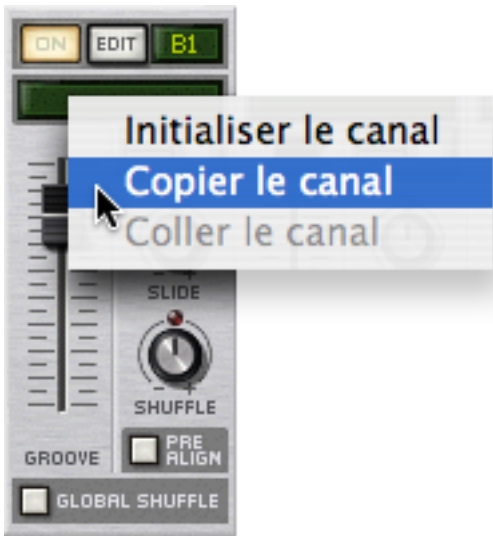 ON EDIT B1
Initialiser le canal
Copier le canal
Coller le canal
SLIDE
SHUFFLE
GROOVE
PRE
ALIGN
GLOBAL SHUFFLE